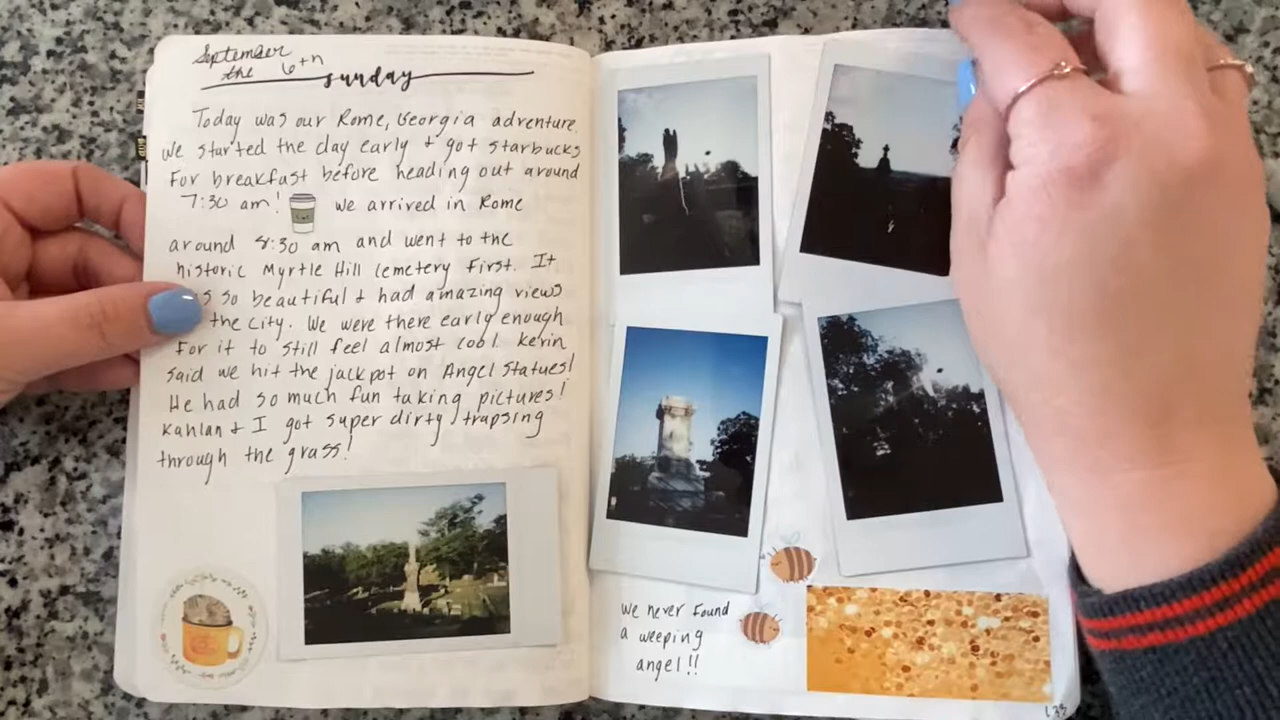 September
the 6th
sunday
Today was our Rome, Georgia adventure.
We started the day early + got starbucks
For breakfast before heading out around
7:30 am! we arrived in Rome
around 8:30 am and went to the
historic Myrtle Hill Cemetery First. It
so beautiful + had amazing views
the city. We were there early enough
For it to still feel almost cool. Kevin
said we hit the jackpot on Angel statues!
He had so much fun taking pictures!
Kahlan + I got super dirty trapsing
through the grass!
we never Found
a weeping
angel!!